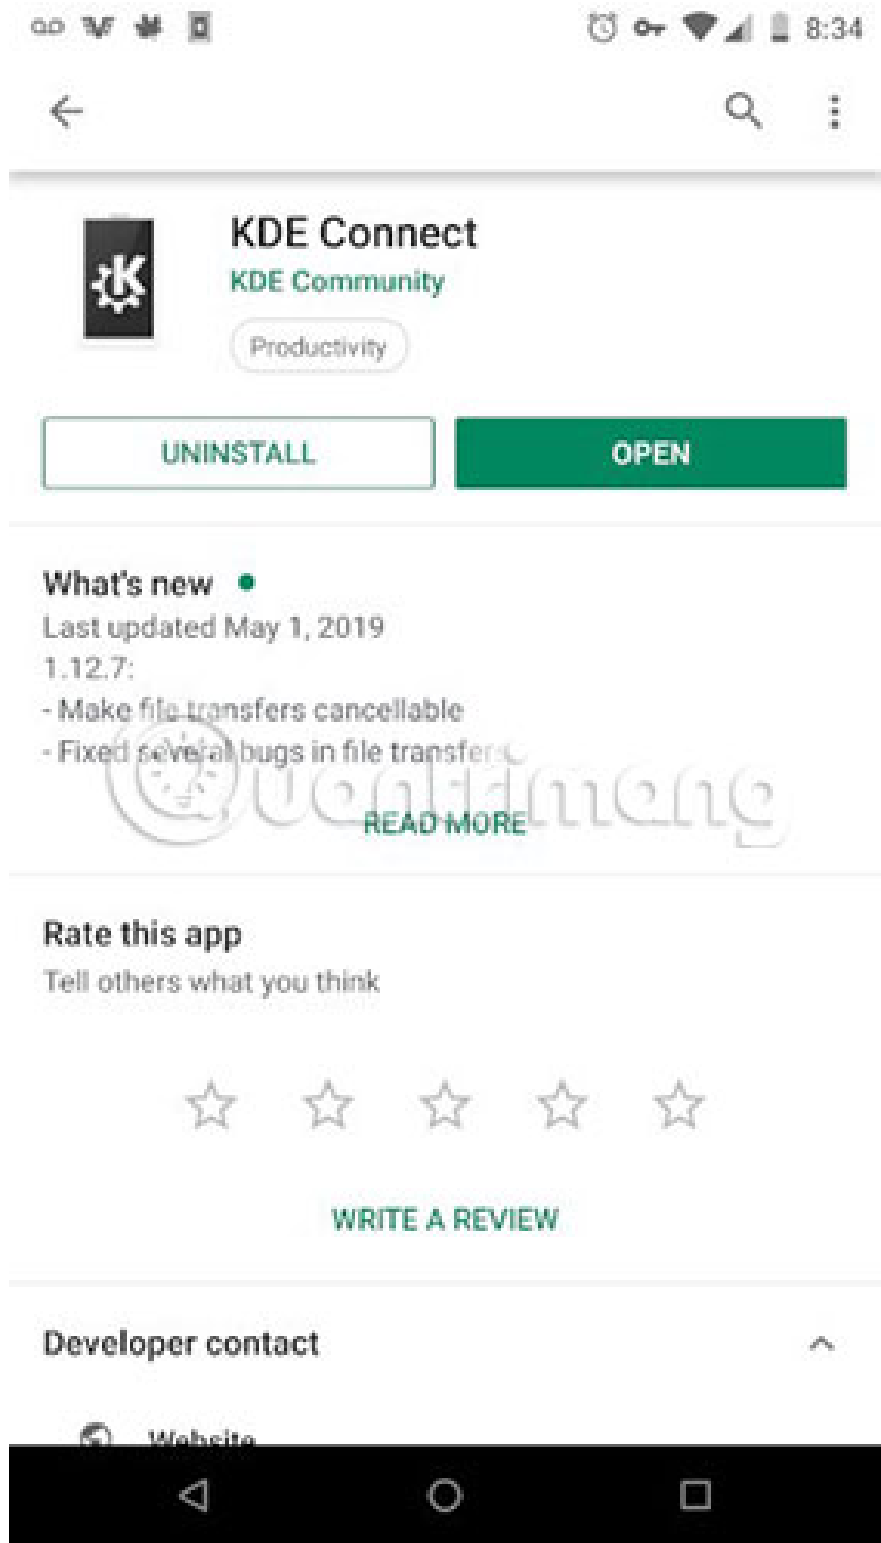 8:34
KDE Connect
KDE Community
Productivity
UNINSTALL
OPEN
What's new
Last updated May 1, 2019
1.12.7:
- Make file transfers cancellable
- Fixed several bugs in file transfers
Quantrimang
READ MORE
Rate this app
Tell others what you think
WRITE A REVIEW
Developer contact
Website